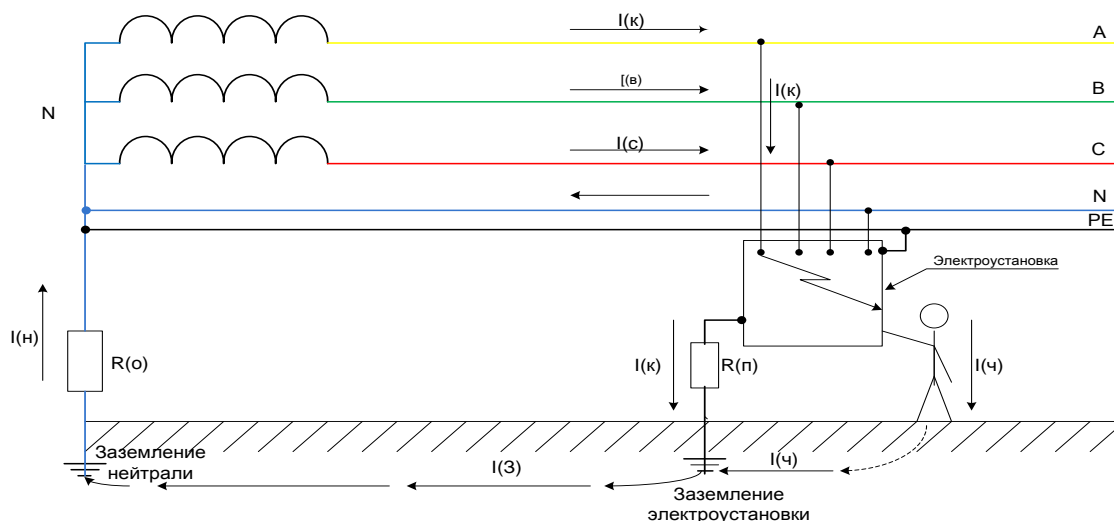 I(к)
A
N
[(в)
I(к)
B
I(с)
C
N
PE
Электроустановка
I(н)
R(о)
I(к)
R(п)
I(ч)
Заземление
нейтрали
I(З)
I(ч)
Заземление
электроустановки